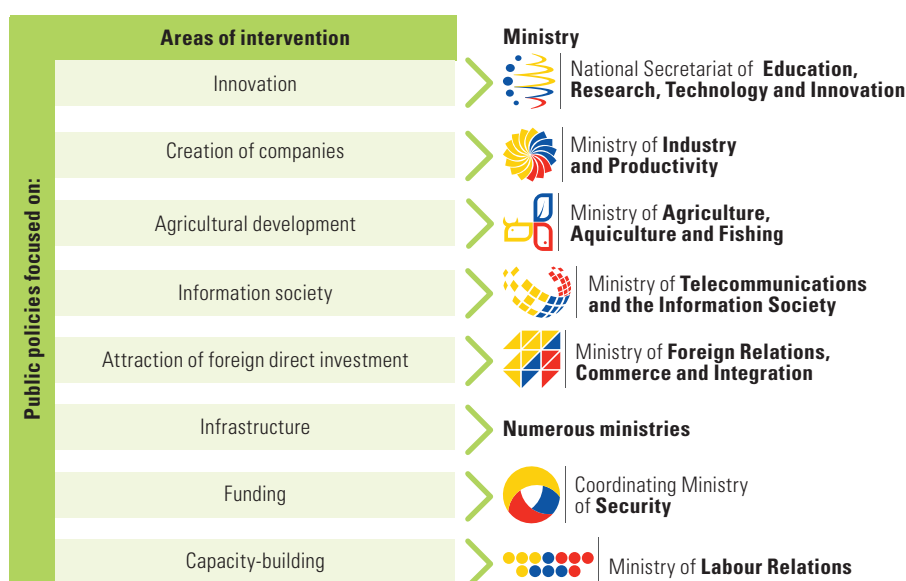 Public policies focused on:
Areas of intervention
Ministry
Innovation
National Secretariat of Education,
Research, Technology and Innovation
Creation of companies
Ministry of Industry
and Productivity
Agricultural development
Ministry of Agriculture,
Aquiculture and Fishing
Information society
Ministry of Telecommunications
and the Information Society
Attraction of foreign direct investment
Ministry of Foreign Relations,
Commerce and Integration
Infrastructure
Numerous ministries
Funding
Coordinating Ministry
of Security
Capacity-building
Ministry of Labour Relations